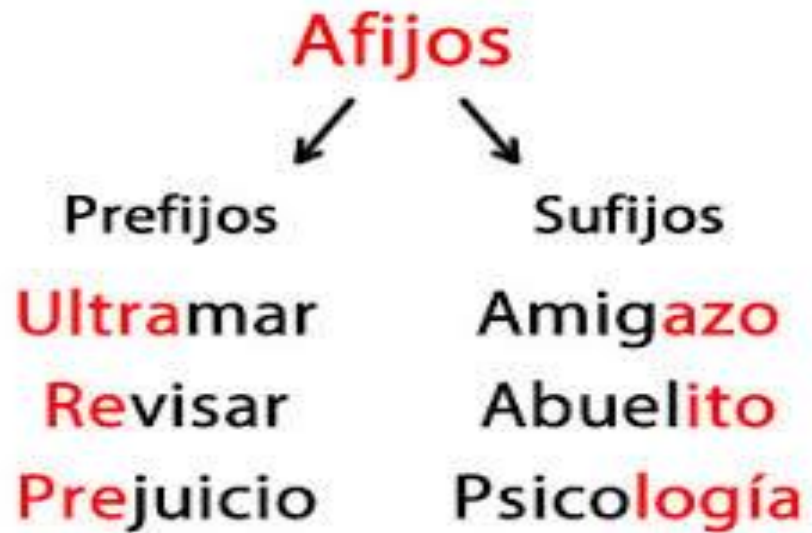 Afijos
Prefijos Sufijos
Ultramar Amigazo
Revisar Abuelito
Prejuicio Psicología